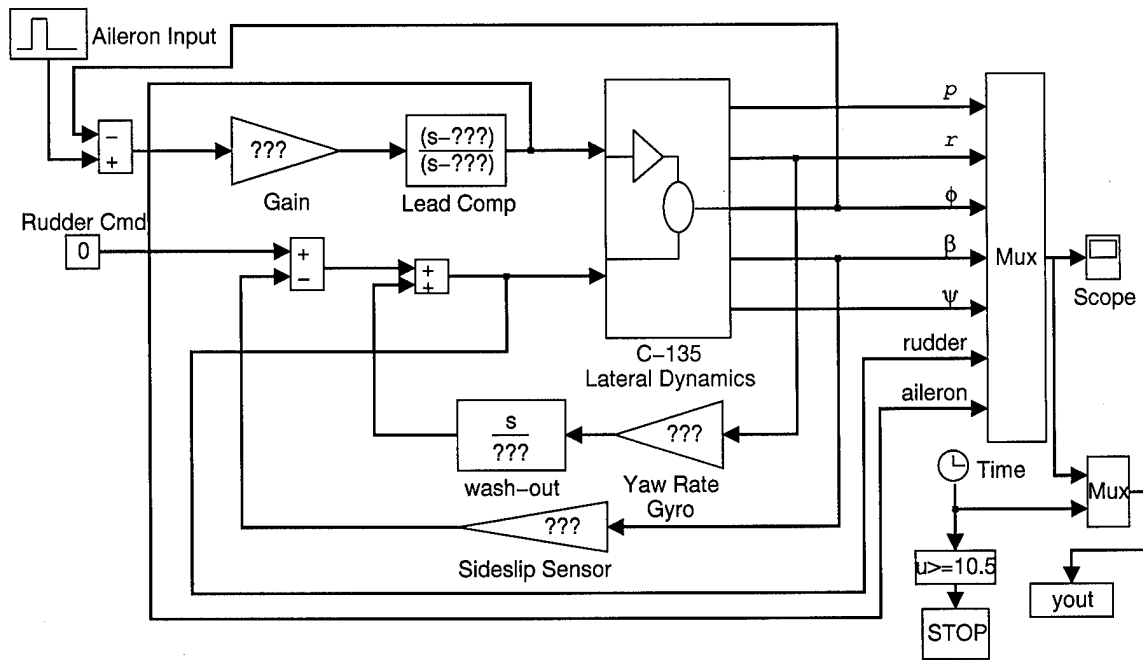 Aileron Input
p
−
+
???
(s−???)
(s−???)
r
Gain
Lead Comp
ϕ
Rudder Cmd
0
+
−
+
+
β
Mux
Scope
ψ
C−135
Lateral Dynamics
rudder
aileron
s
???
???
wash−out
Yaw Rate
Gyro
Time
Mux
???
Sideslip Sensor
u>=10.5
yout
STOP